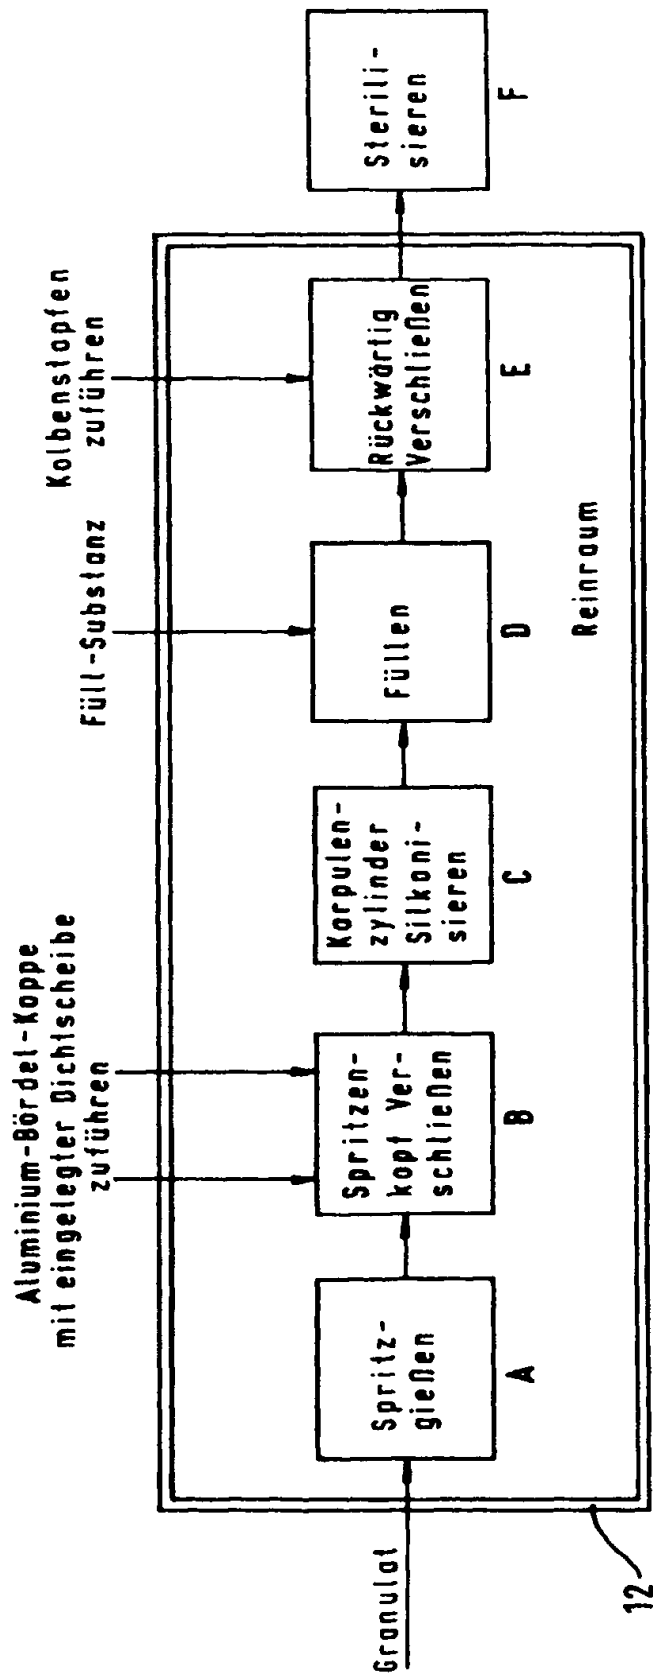 Aluminium-Bördel-Kappe
mit eingelegter Dichtscheibe
zuführen
Füll-Substanz
Kolbenstopfen
zuführen
Granulat
Spritz-
gießen
A
Spritzen-
kopf Ver-
schließen
B
Karpulen-
zylinder
Silkoni-
sieren
C
Füllen
D
Rückwärtig
Verschließen
E
Sterili-
sieren
F
Reinraum
12